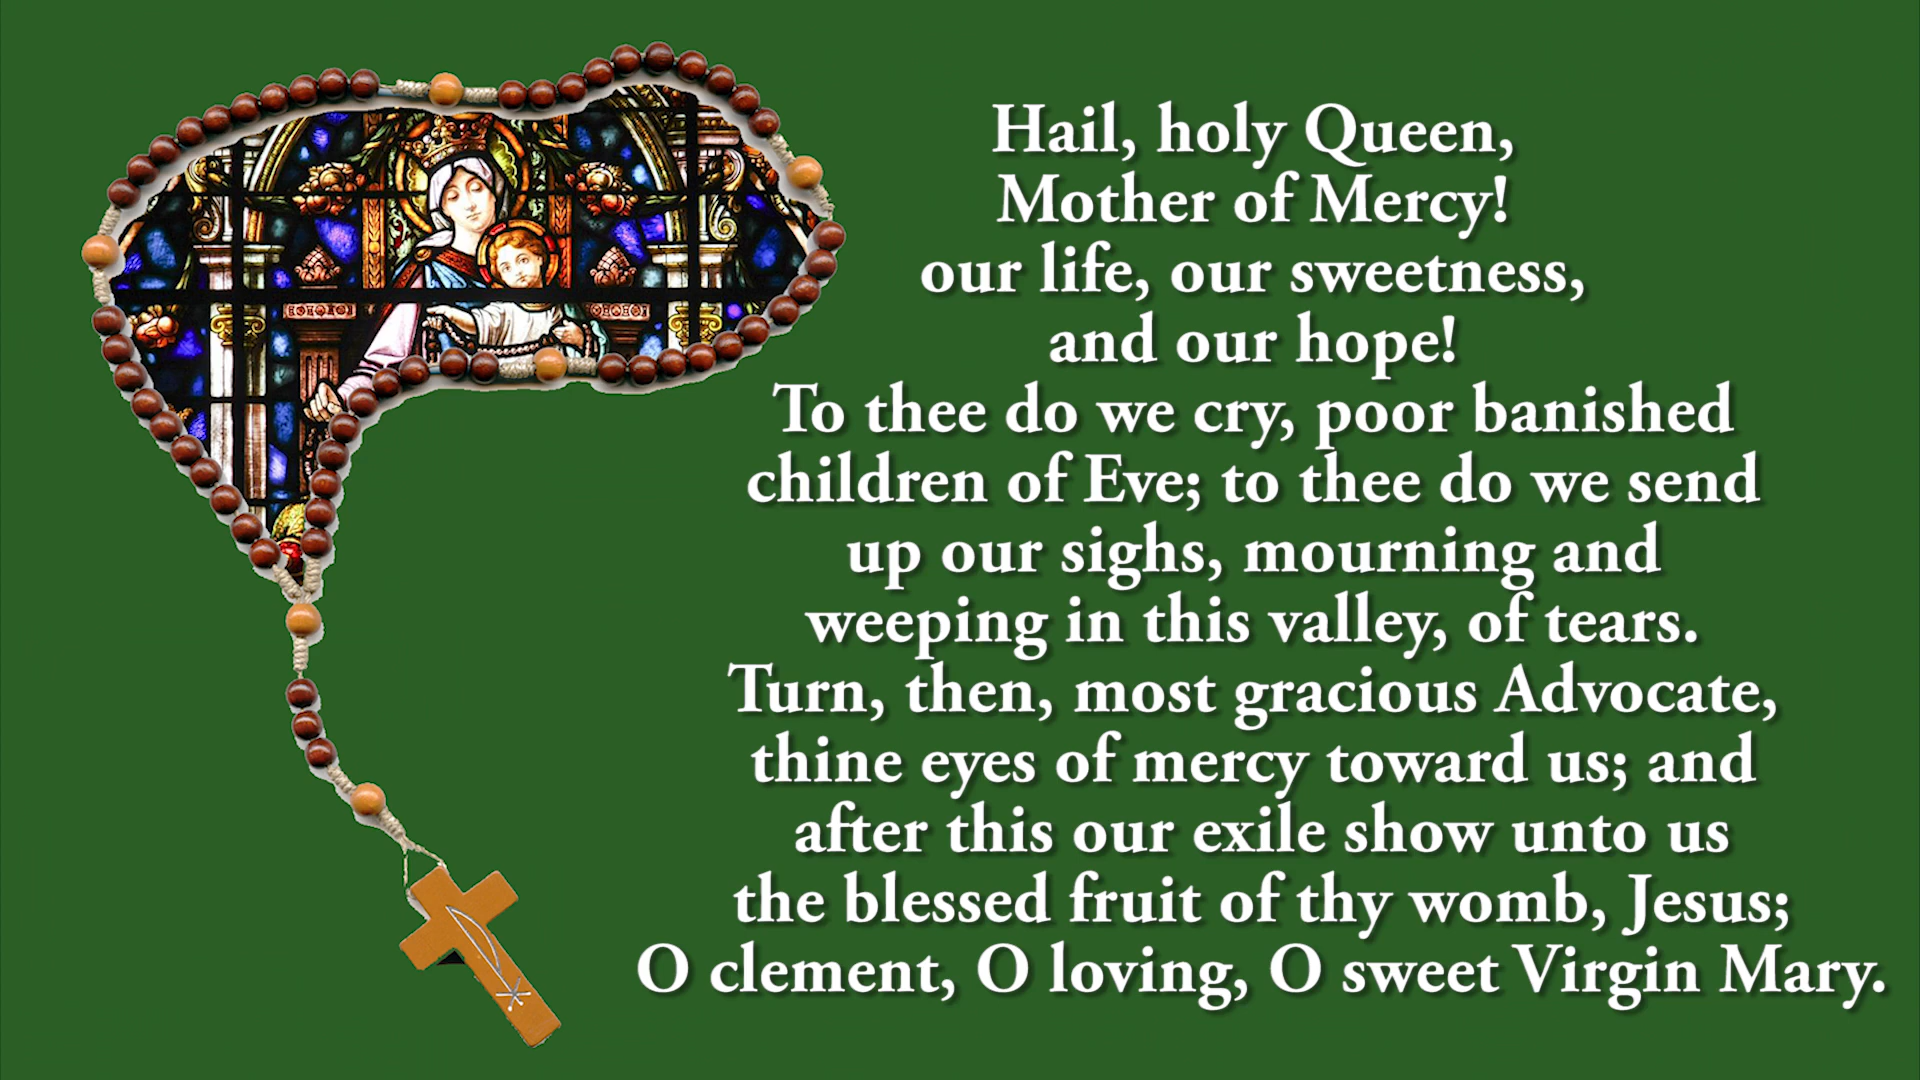 Hail, holy Queen,
Mother of Mercy!
our life, our sweetness,
and our hope!
To thee do we cry, poor banished
children of Eve; to thee do we send
up our sighs, mourning and
weeping in this valley, of tears.
Turn, then, most gracious Advocate,
thine eyes of mercy toward us; and
after this our exile show unto us
the blessed fruit of thy womb, Jesus;
O clement, O loving, O sweet Virgin Mary.